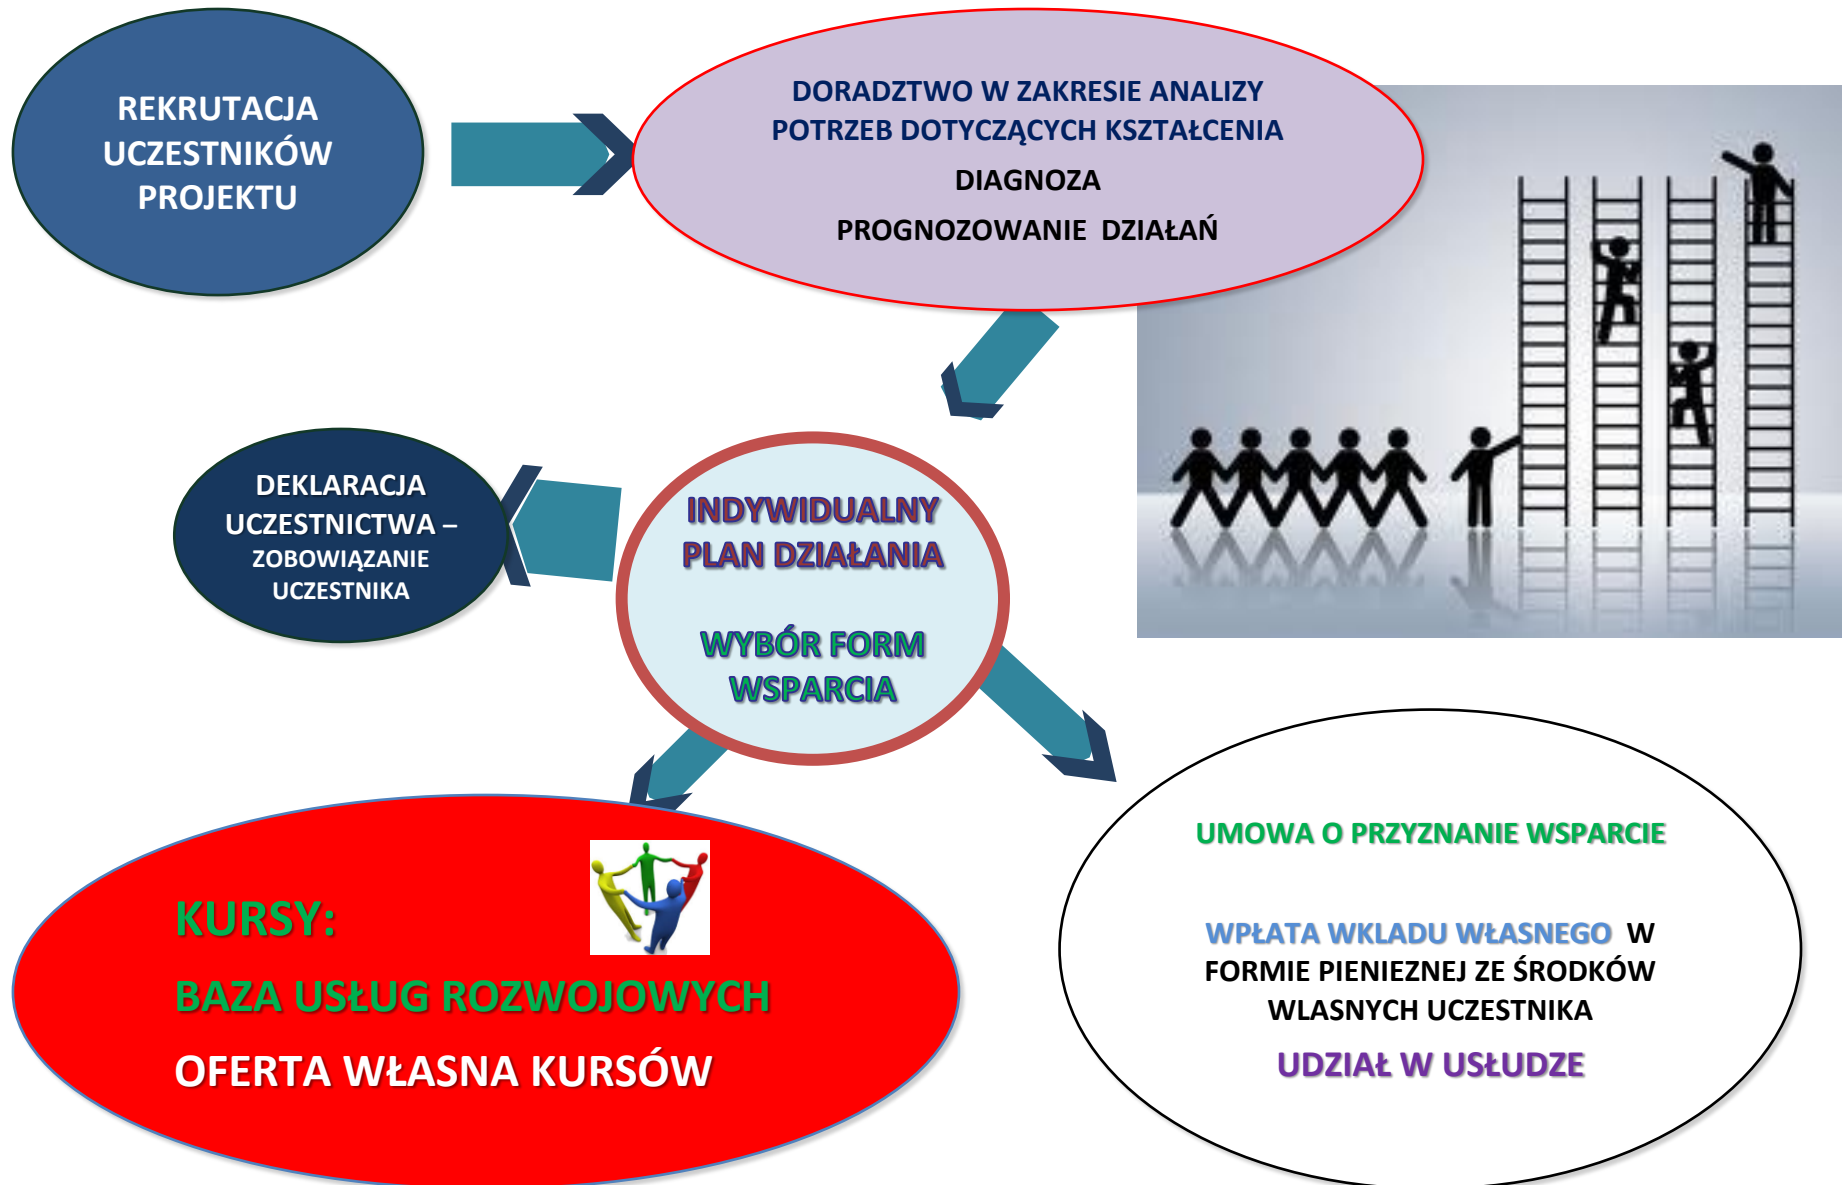 REKRUTACJA
UCZESTNIKÓW
PROJEKTU
DORADZTWO W ZAKRESIE ANALIZY
POTRZEB DOTYCZĄCYCH KSZTAŁCENIA
DIAGNOZA
PROGNOZOWANIE DZIAŁAŃ
DEKLARACJA
UCZESTNICTWA –
ZOBOWIĄZANIE
UCZESTNIKA
INDYWIDUALNY
PLAN DZIAŁANIA
WYBÓR FORM
WSPARCIA
KURSY:
BAZA USŁUG ROZWOJOWYCH
OFERTA WŁASNA KURSÓW
UMOWA O PRZYZNANIE WSPARCIE
WPŁATA WKLADU WŁASNEGO W
FORMIE PIENIEZNEJ ZE ŚRODKÓW
WLASNYCH UCZESTNIKA
UDZIAŁ W USŁUDZE